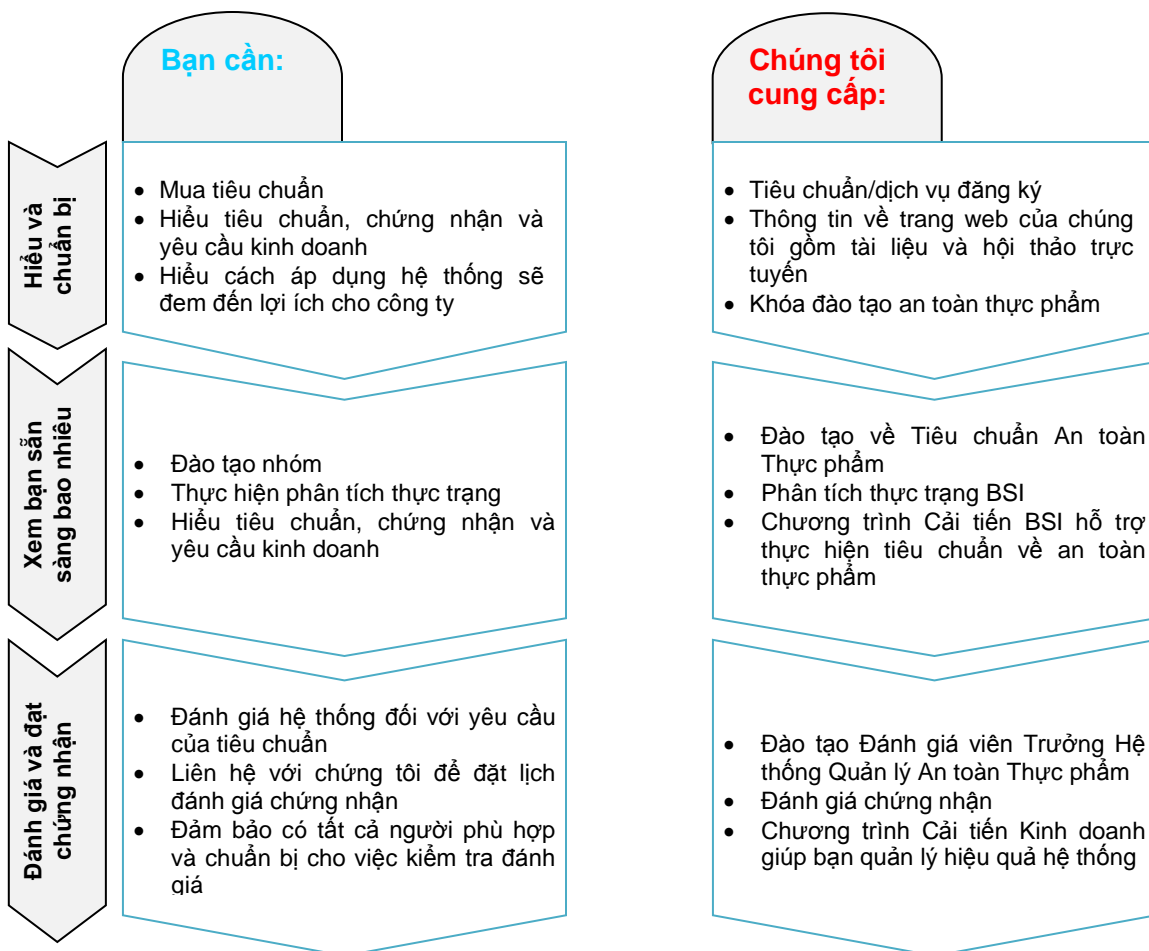 Bạn cần:
Chúng tôi
cung cấp:
Hiểu và
chuẩn bị
• Mua tiêu chuẩn
• Hiểu tiêu chuẩn, chứng nhận và
yêu cầu kinh doanh
• Hiểu cách áp dụng hệ thống sẽ
đem đến lợi ích cho công ty
• Tiêu chuẩn/dịch vụ đăng ký
• Thông tin về trang web của chúng
tôi gồm tài liệu và hội thảo trực
tuyến
• Khóa đào tạo an toàn thực phẩm
Xem bạn sẵn
sàng bao nhiêu
• Đào tạo nhóm
• Thực hiện phân tích thực trạng
• Hiểu tiêu chuẩn, chứng nhận và
yêu cầu kinh doanh
• Đào tạo về Tiêu chuẩn An toàn
Thực phẩm
• Phân tích thực trạng BSI
• Chương trình Cải tiến BSI hỗ trợ
thực hiện tiêu chuẩn về an toàn
thực phẩm
Đánh giá và đạt
chứng nhận
• Đánh giá hệ thống đối với yêu cầu
của tiêu chuẩn
• Liên hệ với chứng tôi để đặt lịch
đánh giá chứng nhận
• Đảm bảo có tất cả người phù hợp
và chuẩn bị cho việc kiểm tra đánh
giá
• Đào tạo Đánh giá viên Trưởng Hệ
thống Quản lý An toàn Thực phẩm
• Đánh giá chứng nhận
• Chương trình Cải tiến Kinh doanh
giúp bạn quản lý hiệu quả hệ thống